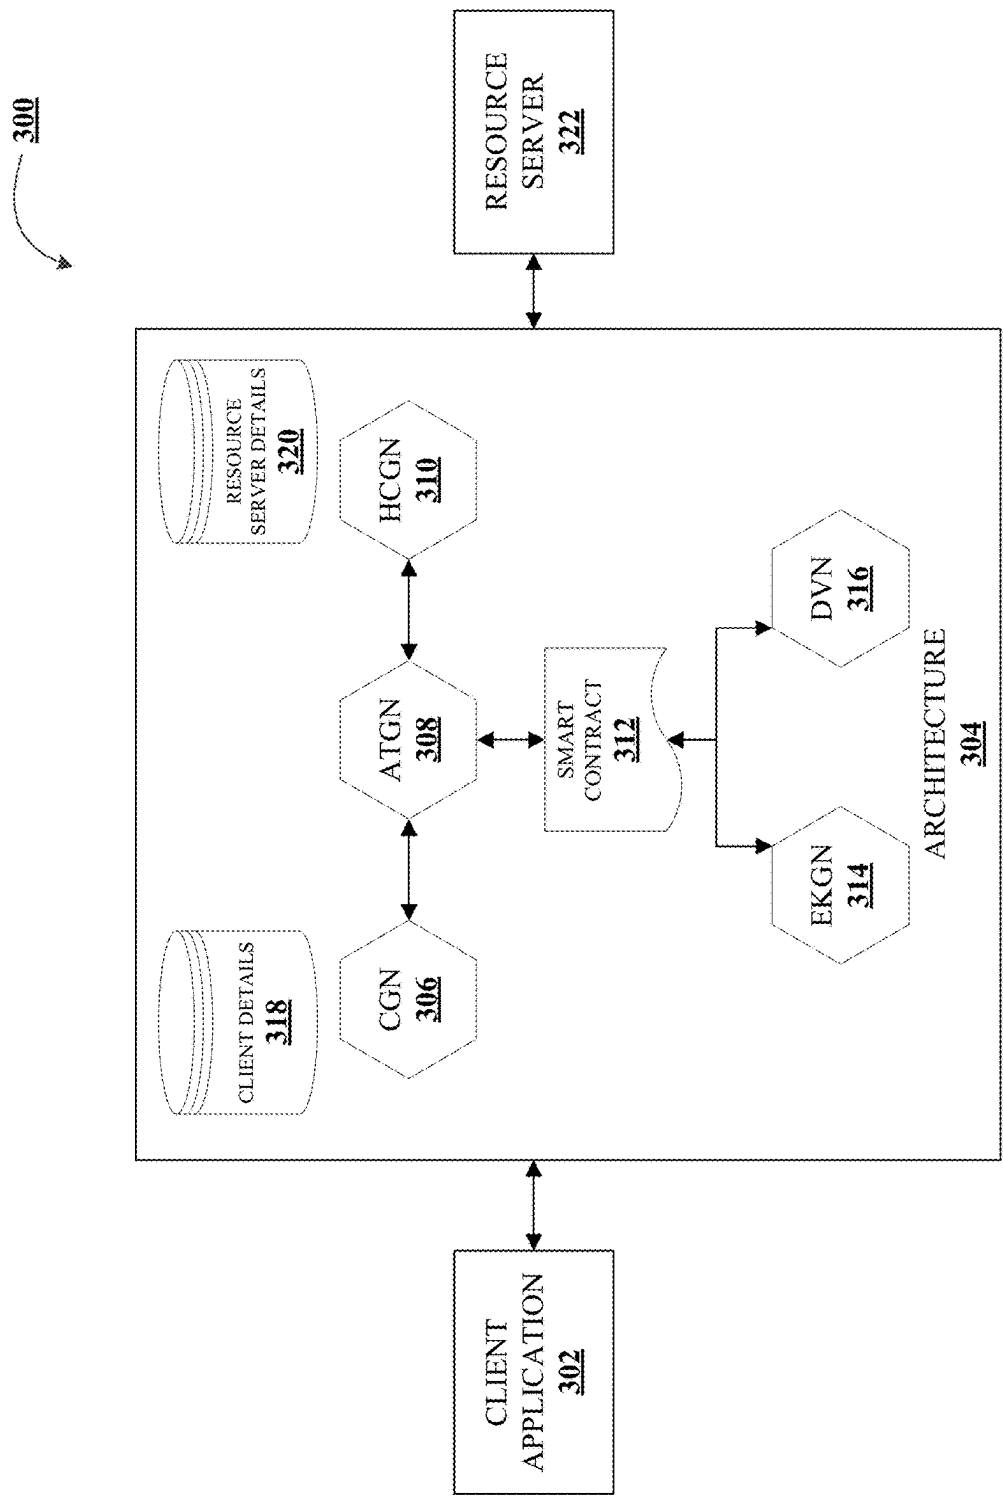 300
CLIENT DETAILS
318
RESOURCE
SERVER DETAILS
320
CGN
306
ATGN
308
HCGN
310
CLIENT
APPLICATION
302
SMART
CONTRACT
312
RESOURCE
SERVER
322
EKGN
314
DVN
316
ARCHITECTURE
304